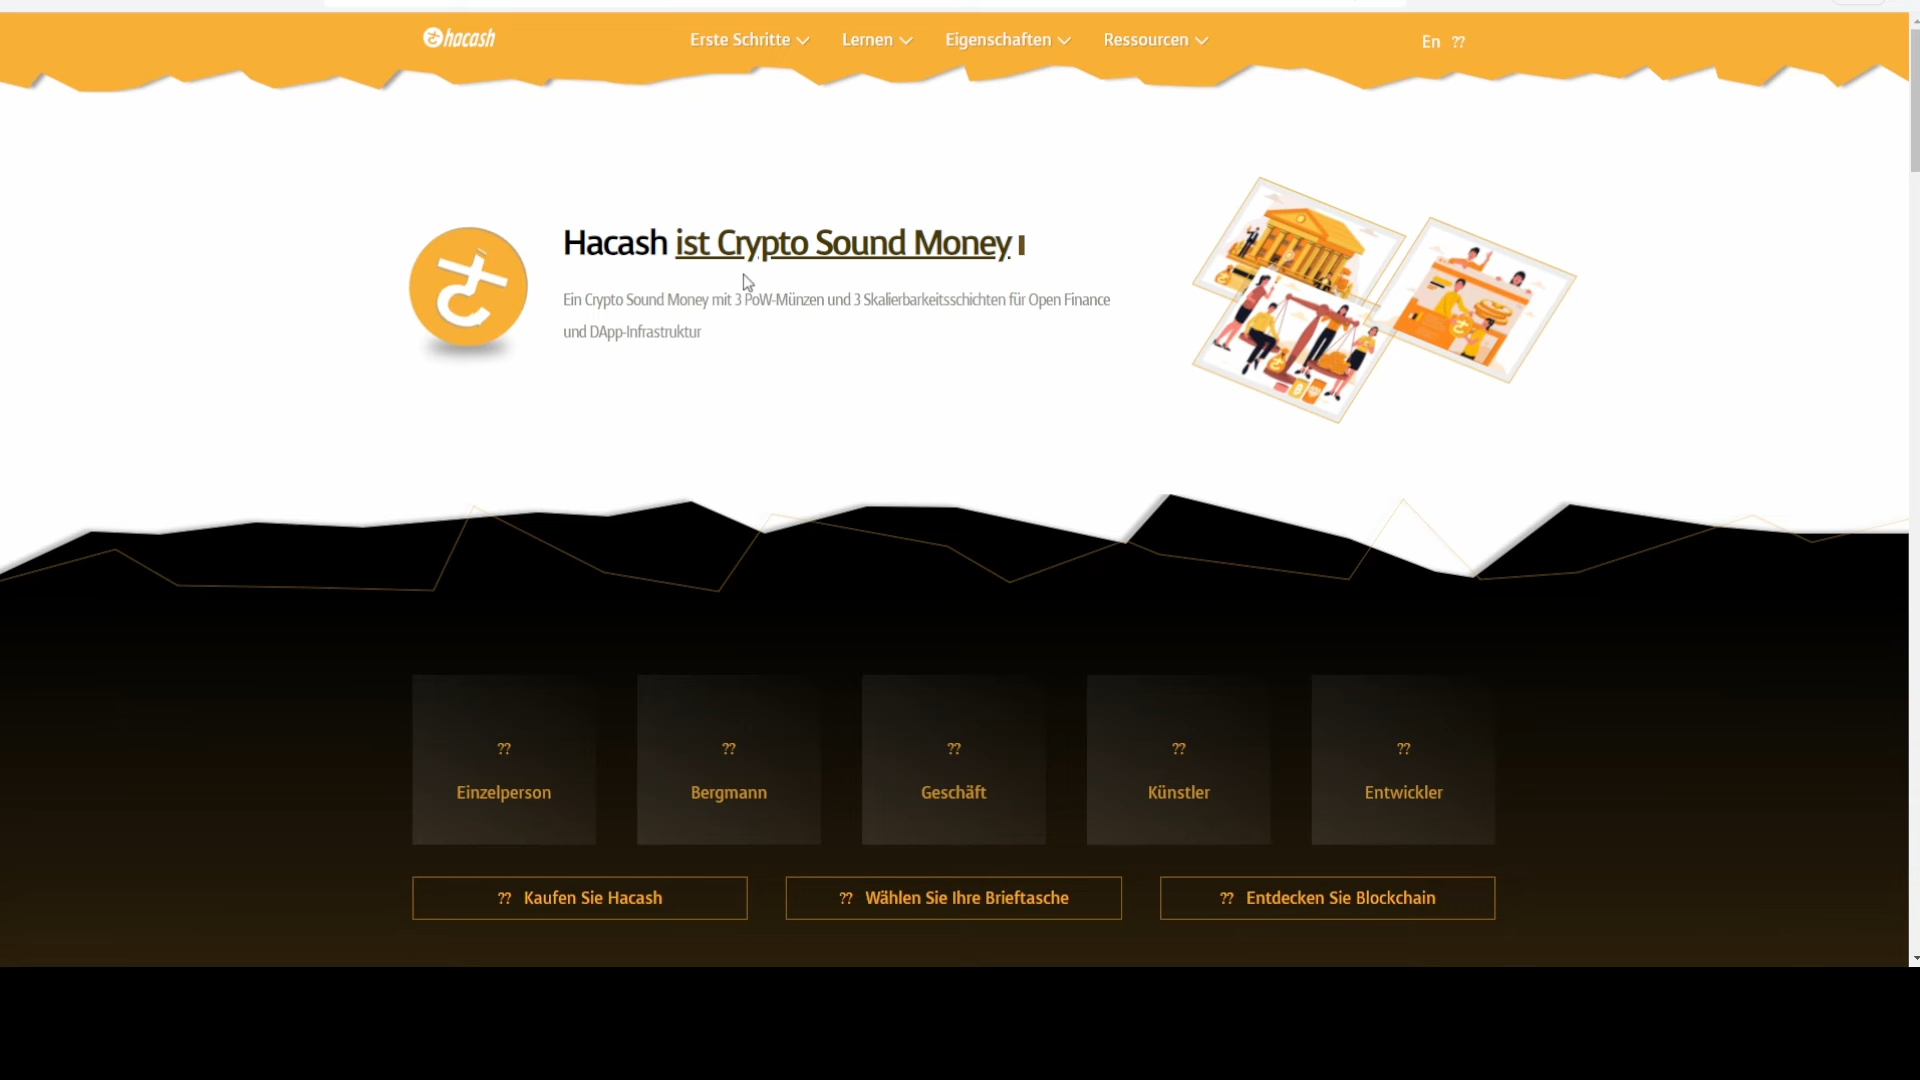 hacash
Erste Schritte
Lernen
Eigenschaften
Ressourcen
En ??
Hacash ist Crypto Sound Money
Ein Crypto Sound Money mit 3 PoW-Münzen und 3 Skalierbarkeitsschichten für Open Finance
und DApp-Infrastruktur
??
Einzelperson
??
Bergmann
??
Geschäft
??
Künstler
??
Entwickler
?? Kaufen Sie Hacash
?? Wählen Sie Ihre Brieftasche
?? Entdecken Sie Blockchain